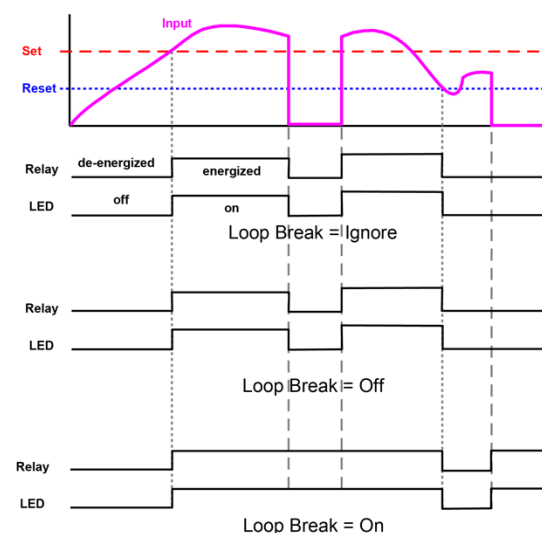 Input
Set
Reset
de-energized
energized
Relay
off
on
LED
Loop Break = Ignore
Relay
LED
Loop Break = Off
Relay
LED
Loop Break = On